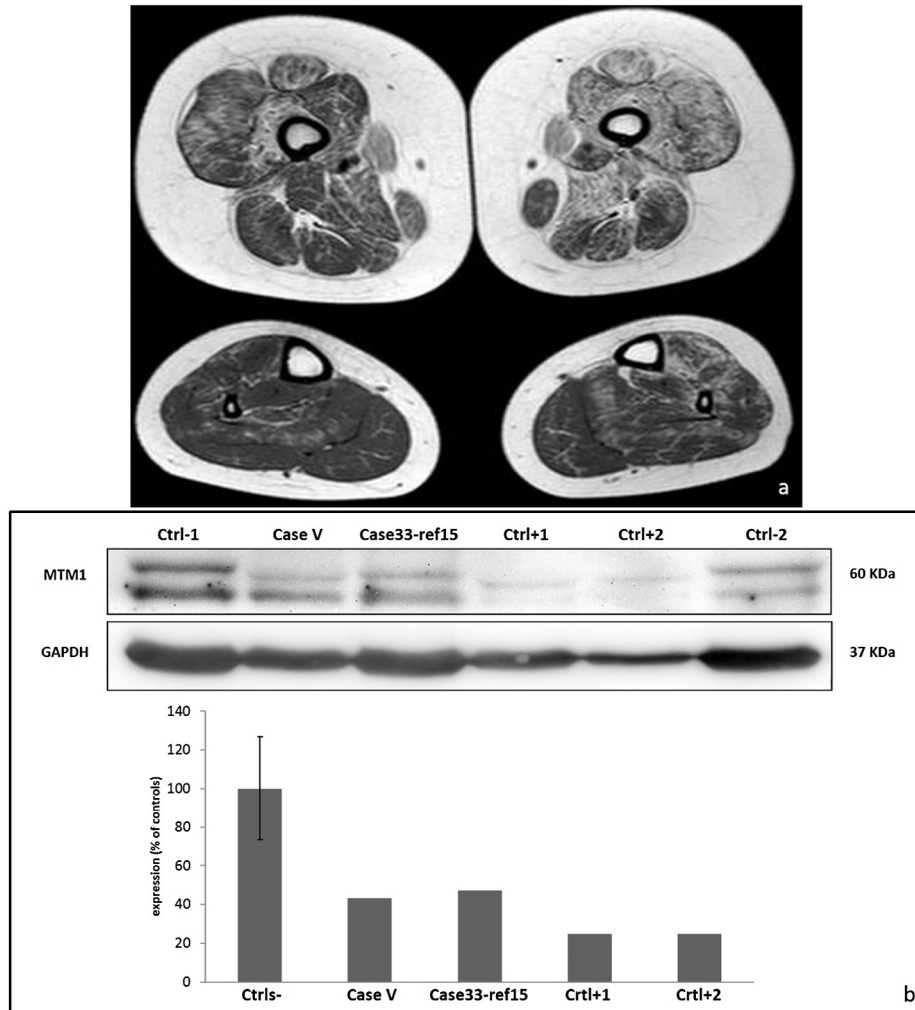 a
Ctrl-1 Case V Case33-ref15 Ctrl+1 Ctrl+2 Ctrl-2
MTM1 60 KDa
GAPDH 37 KDa
140
120
100
80
60
40
20
0
expression (% of controls)
Ctrls- Case V Case33-ref15 Crtl+1 Crtl+2
b